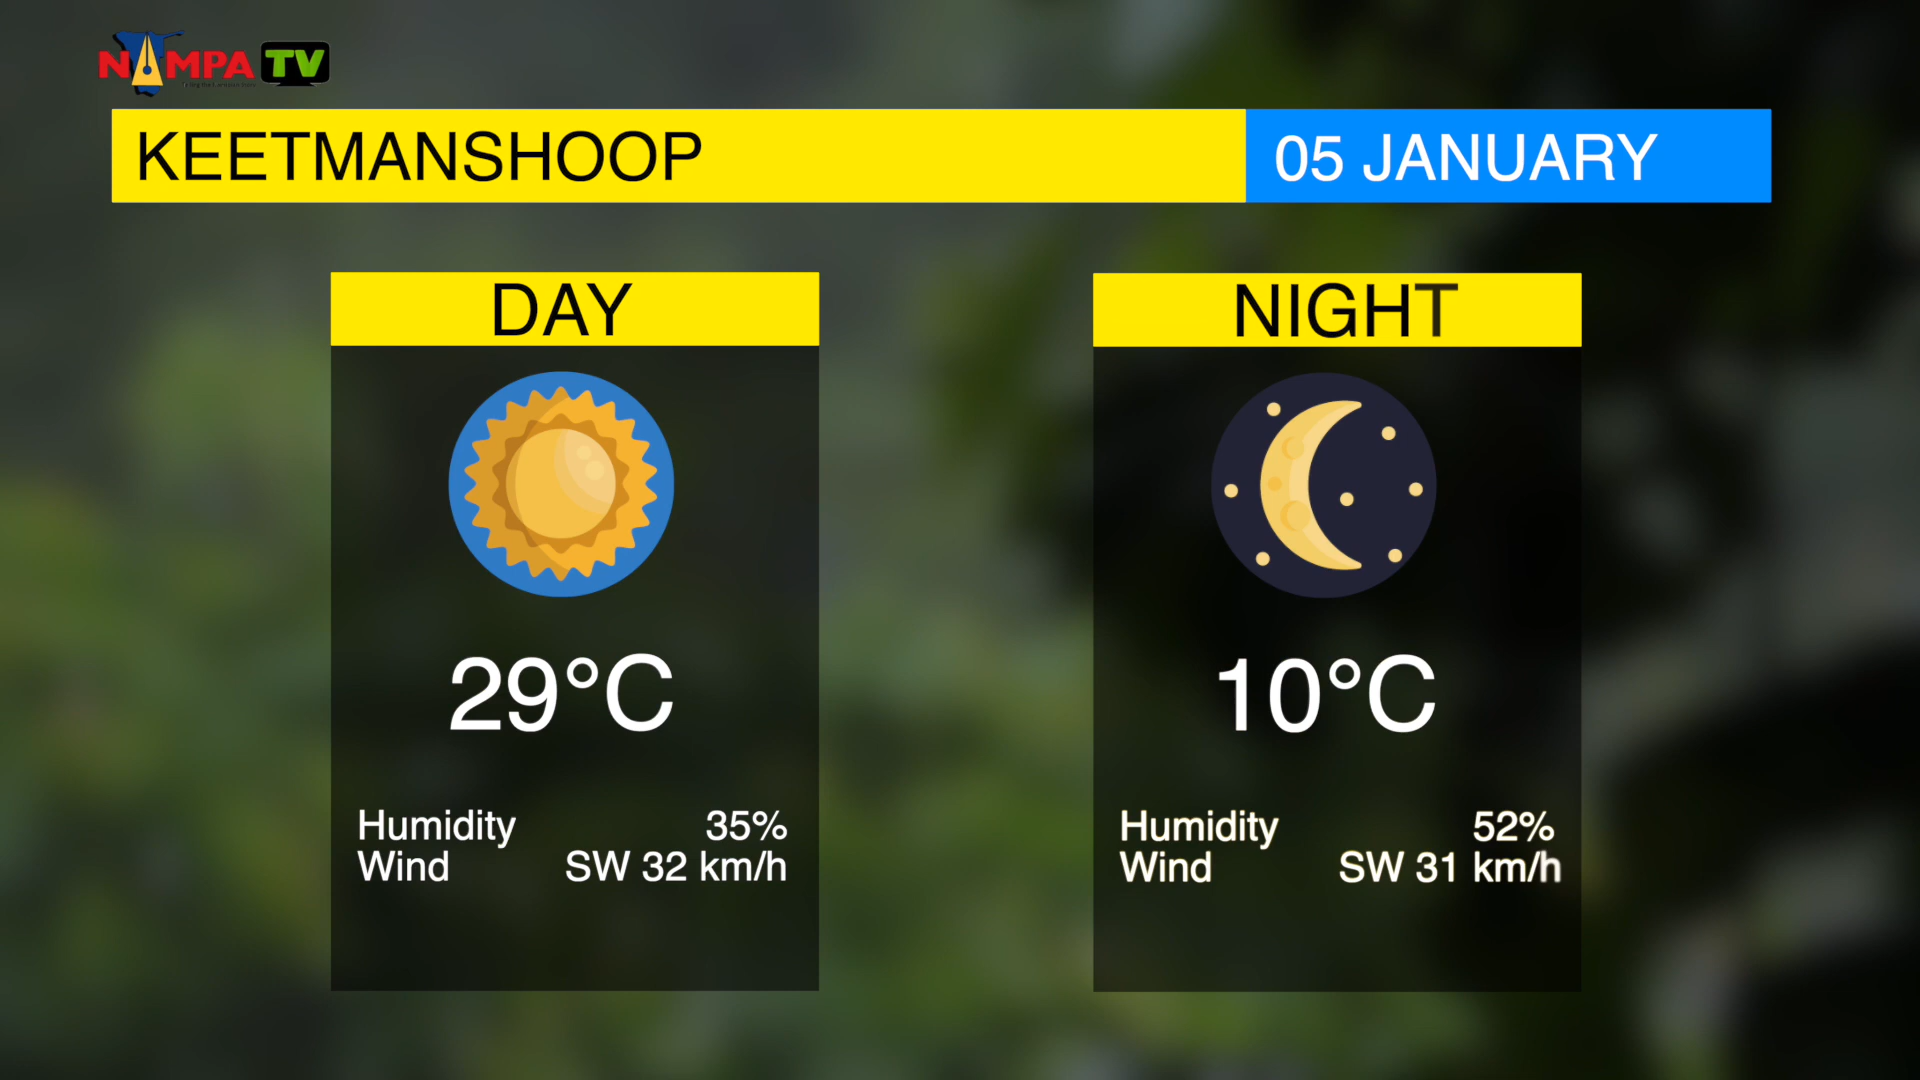 NAMPA TV
KEETMANSHOOP
05 JANUARY
DAY
29°C
Humidity 35%
Wind SW 32 km/h
NIGHT
10°C
Humidity 52%
Wind SW 31 km/h